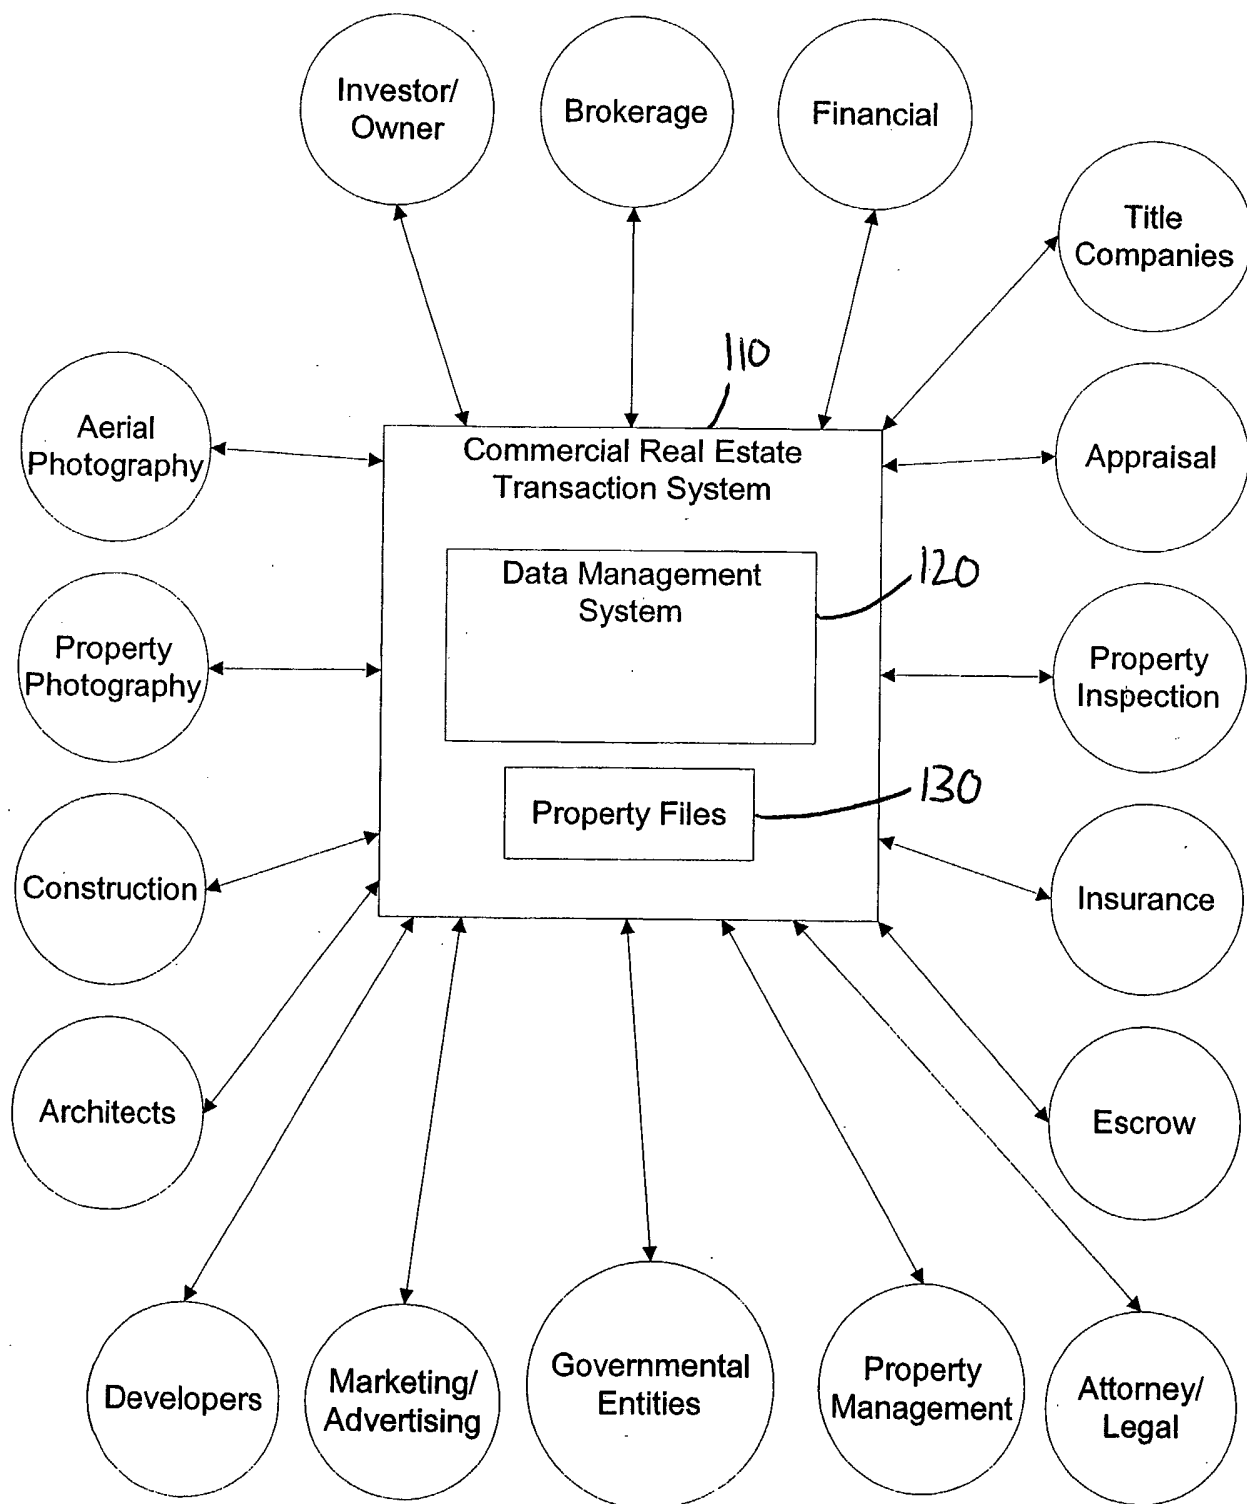 Investor/
Owner
Brokerage
Financial
Title
Companies
110
Aerial
Photography
Commercial Real Estate
Transaction System
Appraisal
Data Management
System
120
Property
Photography
Property
Inspection
Property Files
130
Construction
Insurance
Architects
Escrow
Developers
Marketing/
Advertising
Governmental
Entities
Property
Management
Attorney/
Legal